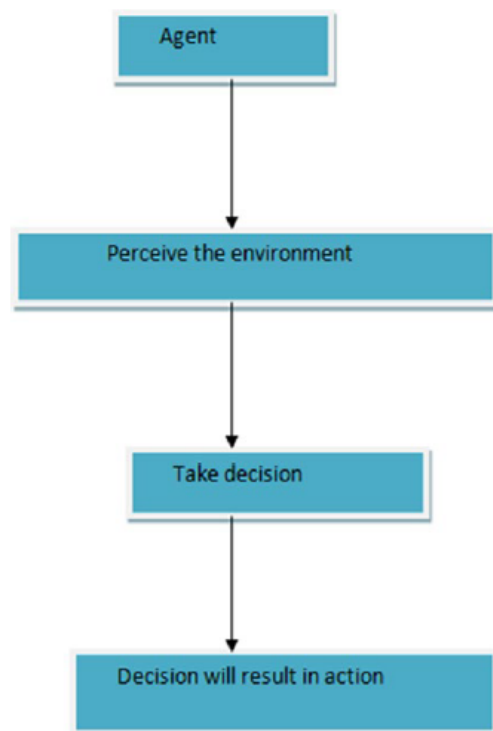 Agent
Perceive the environment
Take decision
Decision will result in action